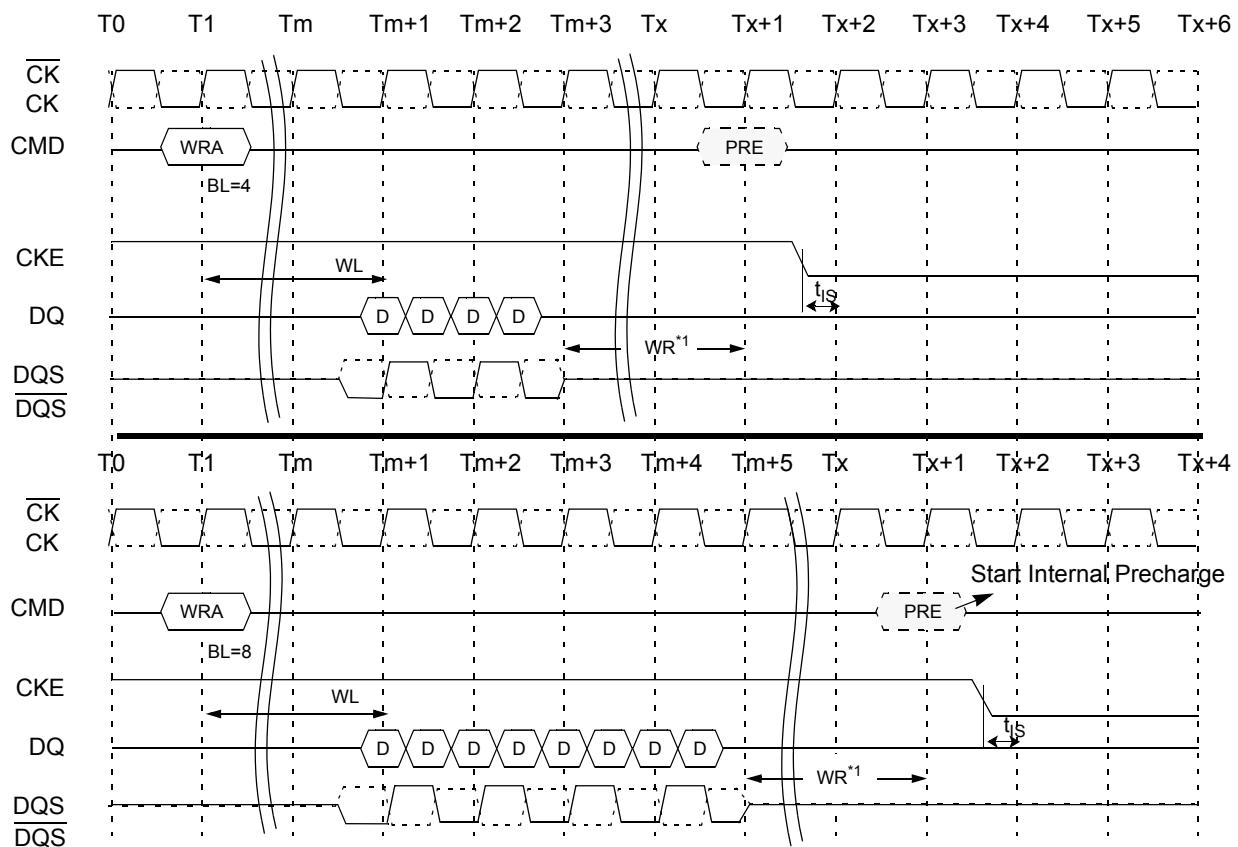 T0 T1 Tm Tm+1 Tm+2 Tm+3 Tx Tx+1 Tx+2 Tx+3 Tx+4 Tx+5 Tx+6
CK
CK
CMD WRA PRE
BL=4
CKE
WL
tIS
DQ D D D D
WR*1
DQS
DQS
T0 T1 Tm Tm+1 Tm+2 Tm+3 Tm+4 Tm+5 Tx Tx+1 Tx+2 Tx+3 Tx+4
CK
CK
Start Internal Precharge
CMD WRA PRE
BL=8
CKE
WL
tIS
DQ D D D D D D D D
WR*1
DQS
DQS